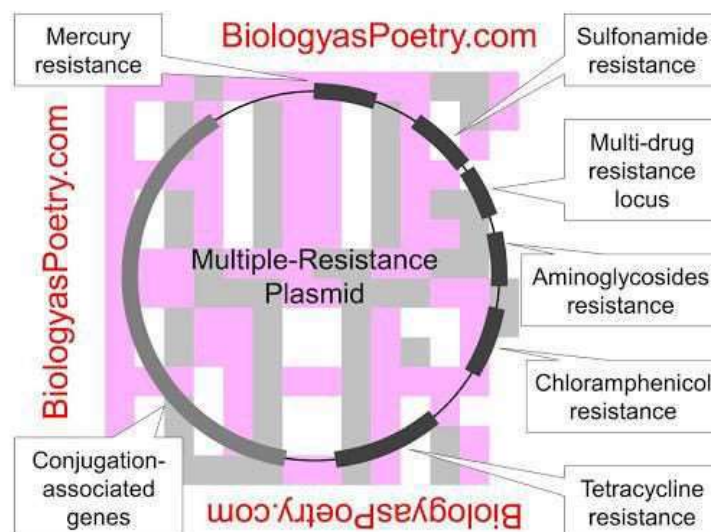 BiologyasPoetry.com
Mercury
resistance
Sulfonamide
resistance
BiologyasPoetry.com
Multi-drug
resistance
locus
Multiple-Resistance
Plasmid
Aminoglycosides
resistance
Chloramphenicol
resistance
Conjugation-
associated
genes
Tetracycline
resistance
BiologyasPoetry.com